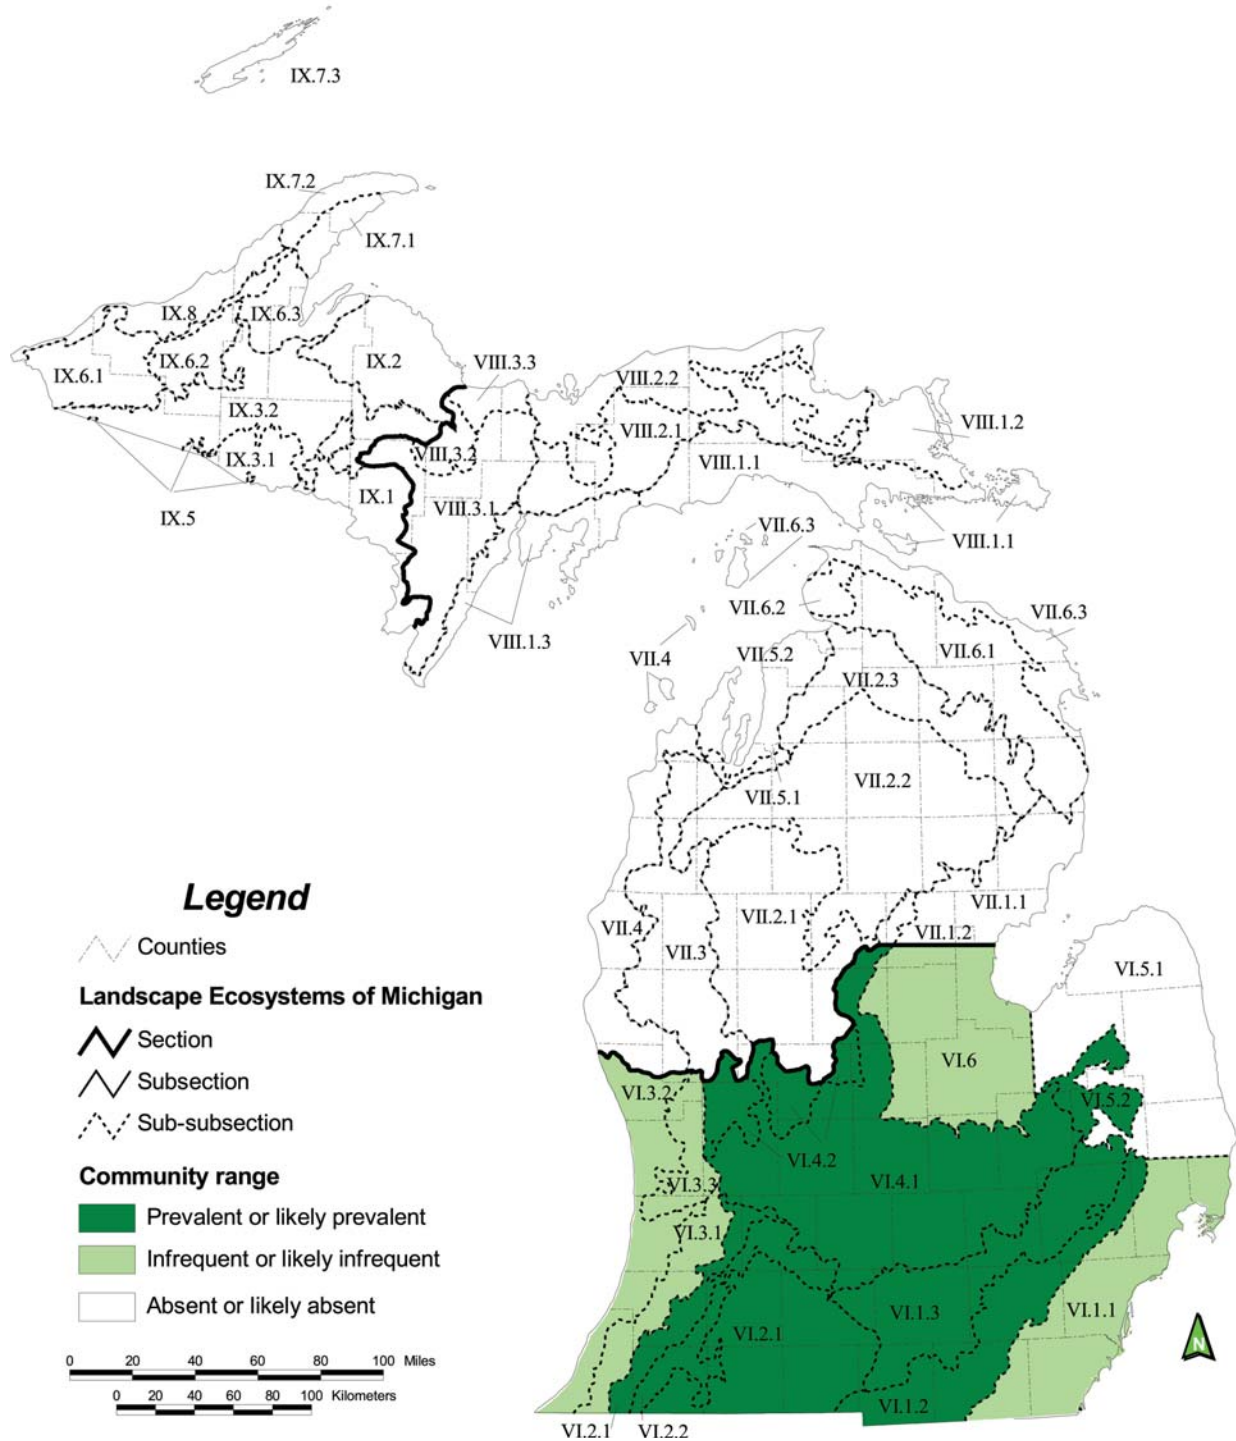 IX.7.3
IX.7.2
IX.7.1
IX.8
IX.6.3
IX.6.1
IX.6.2
IX.2
VIII.3.3
VIII.2.2
IX.3.2
VIII.2.1
VIII.1.2
IX.3.1
VIII.3.2
VIII.1.1
IX.1
VIII.3.1
IX.5
VII.6.3
VIII.1.1
VIII.1.3
VII.6.2
VII.6.3
VII.4
VII.5.2
VII.6.1
VII.2.3
VII.2.2
VII.5.1
VII.1.1
VII.2.1
VII.4
VII.3
VII.1.2
VI.5.1
VI.6
VI.3.2
VI.5.2
VI.4.2
VI.4.1
VI.3.3
VI.3.1
VI.1.3
VI.1.1
VI.2.1
VI.1.2
VI.2.1
VI.2.2
Legend
Counties
Landscape Ecosystems of Michigan
Section
Subsection
Sub-subsection
Community range
Prevalent or likely prevalent
Infrequent or likely infrequent
Absent or likely absent
0 20 40 60 80 100 Miles
0 20 40 60 80 100 Kilometers
N